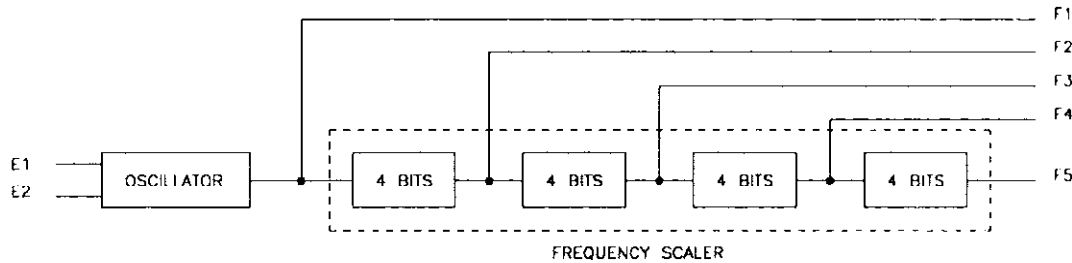 F1
F2
F3
F4
E1
E2
OSCILLATOR
4 BITS
4 BITS
4 BITS
4 BITS
F5
FREQUENCY SCALER